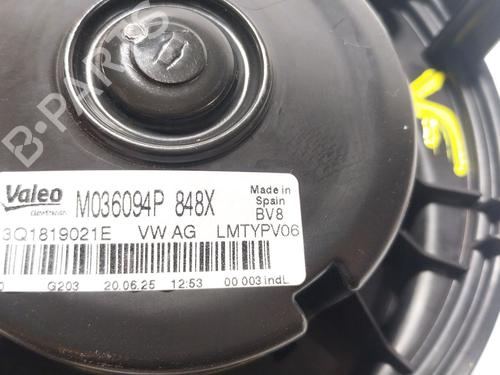 B-PARTS
Valeo M036094P 848X Made in Spain BV8
3Q1819021E VW AG LMTYPV06
0 G203 20.06.25 12:53 00 003 indL